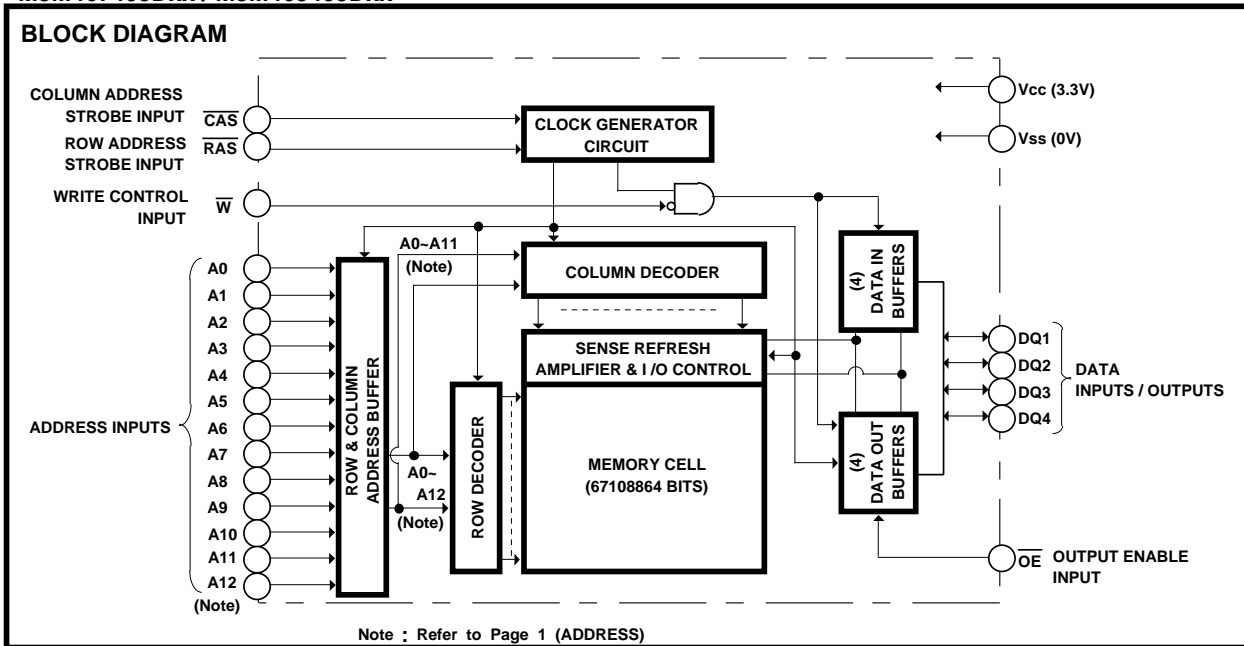 BLOCK DIAGRAM
COLUMN ADDRESS
STROBE INPUT
CAS
ROW ADDRESS
STROBE INPUT
RAS
WRITE CONTROL
INPUT
W
CLOCK GENERATOR
CIRCUIT
Vcc (3.3V)
Vss (0V)
ADDRESS INPUTS
A0
A1
A2
A3
A4
A5
A6
A7
A8
A9
A10
A11
A12
(Note)
ROW & COLUMN
ADDRESS BUFFER
A0~A11
(Note)
COLUMN DECODER
SENSE REFRESH
AMPLIFIER & I /O CONTROL
A0~
A12
(Note)
ROW DECODER
MEMORY CELL
(67108864 BITS)
(4)
DATA IN
BUFFERS
(4)
DATA OUT
BUFFERS
DQ1
DQ2
DQ3
DQ4
DATA
INPUTS / OUTPUTS
OE
OUTPUT ENABLE
INPUT
Note : Refer to Page 1 (ADDRESS)